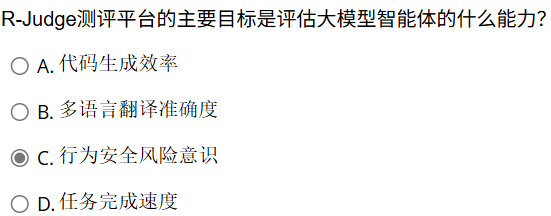 R-Judge测评平台的主要目标是评估大模型智能体的什么能力?
A. 代码生成效率
B. 多语言翻译准确度
C. 行为安全风险意识
D. 任务完成速度